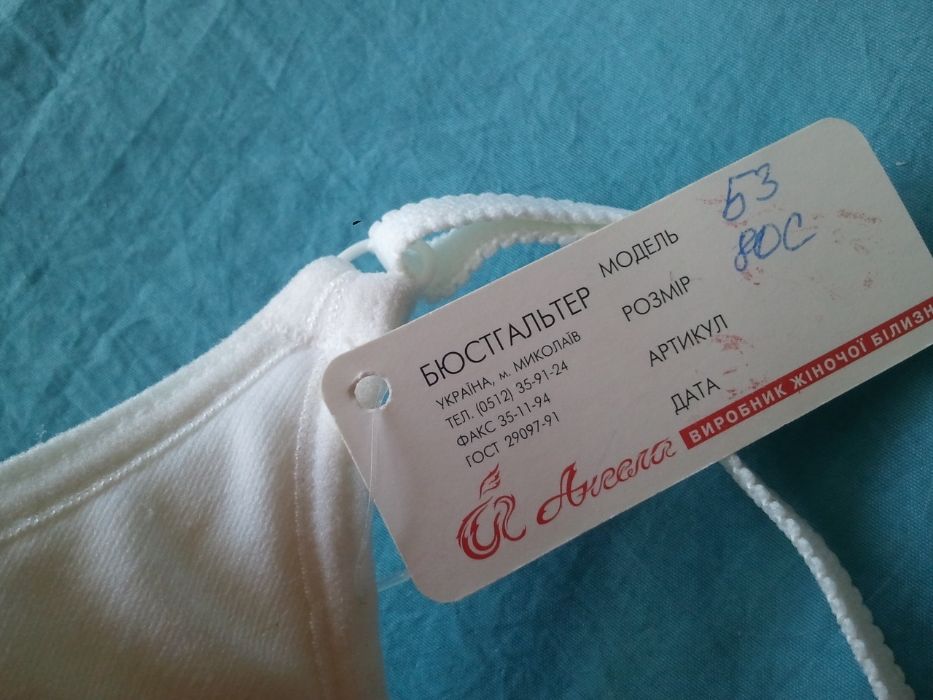 БЮСТГАЛЬТЕР
УКРАЇНА, м. МИКОЛАЇВ
ТЕЛ. (0512) 35-91-24
ФАКС 35-11-94
ГОСТ 29097-91
МОДЕЛЬ Б3
РОЗМІР 80С
АРТИКУЛ
ДАТА
Ангела
ВИРОБНИК ЖІНОЧОЇ БІЛИЗН